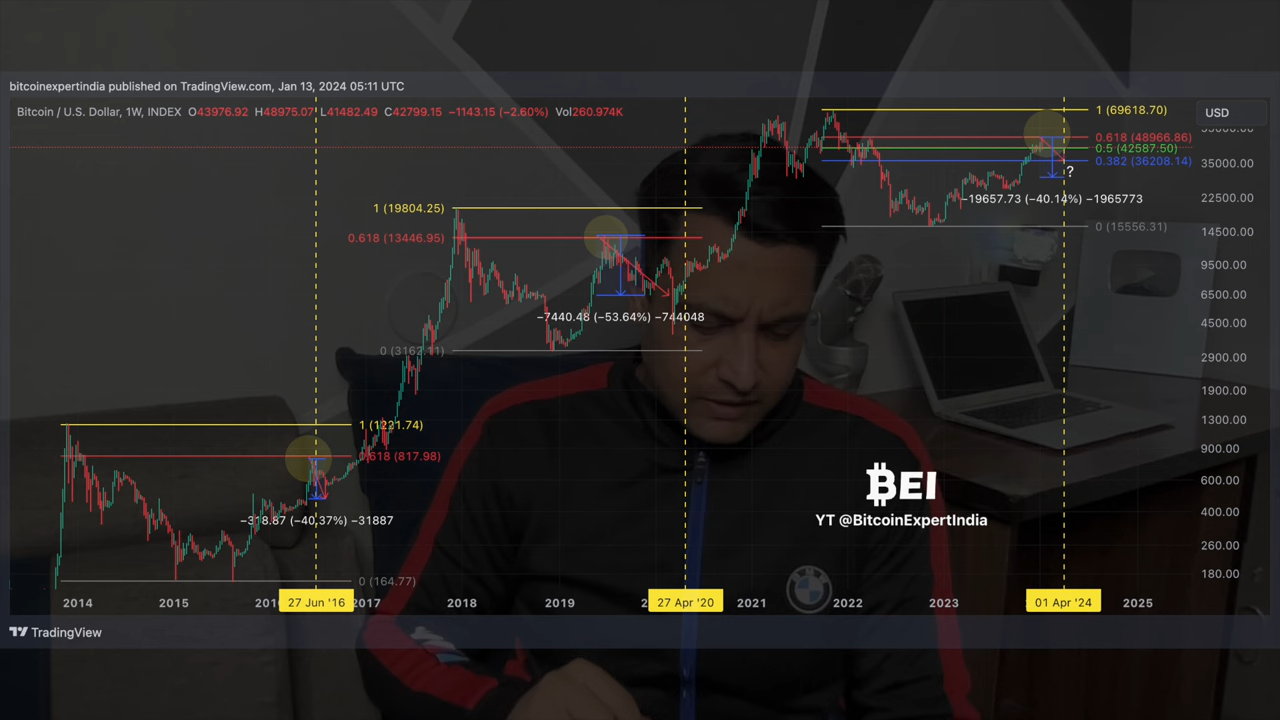 bitcoinexpertindia published on TradingView.com, Jan 13, 2024 05:11 UTC
Bitcoin / U.S. Dollar, 1W, INDEX O43976.92 H48975.07 L41482.49 C42799.15 −1143.15 (−2.60%) Vol260.974K
USD
1 (69618.70)
0.618 (48966.86)
0.5 (42587.50)
0.382 (36208.14)
?
−19657.73 (−40.14%) −1965773
0 (15556.31)
1 (19804.25)
0.618 (13446.95)
−7440.48 (−53.64%) −744048
0 (3162.11)
1 (1221.74)
0.618 (817.98)
−318.87 (−40.37%) −31887
0 (164.77)
35000.00
22500.00
14500.00
9500.00
6500.00
4500.00
2900.00
1900.00
1300.00
900.00
600.00
400.00
260.00
180.00
BEI
YT @BitcoinExpertIndia
BMW
2014 2015 27 Jun '16 2017 2018 2019 27 Apr '20 2021 2022 2023 01 Apr '24 2025
TradingView